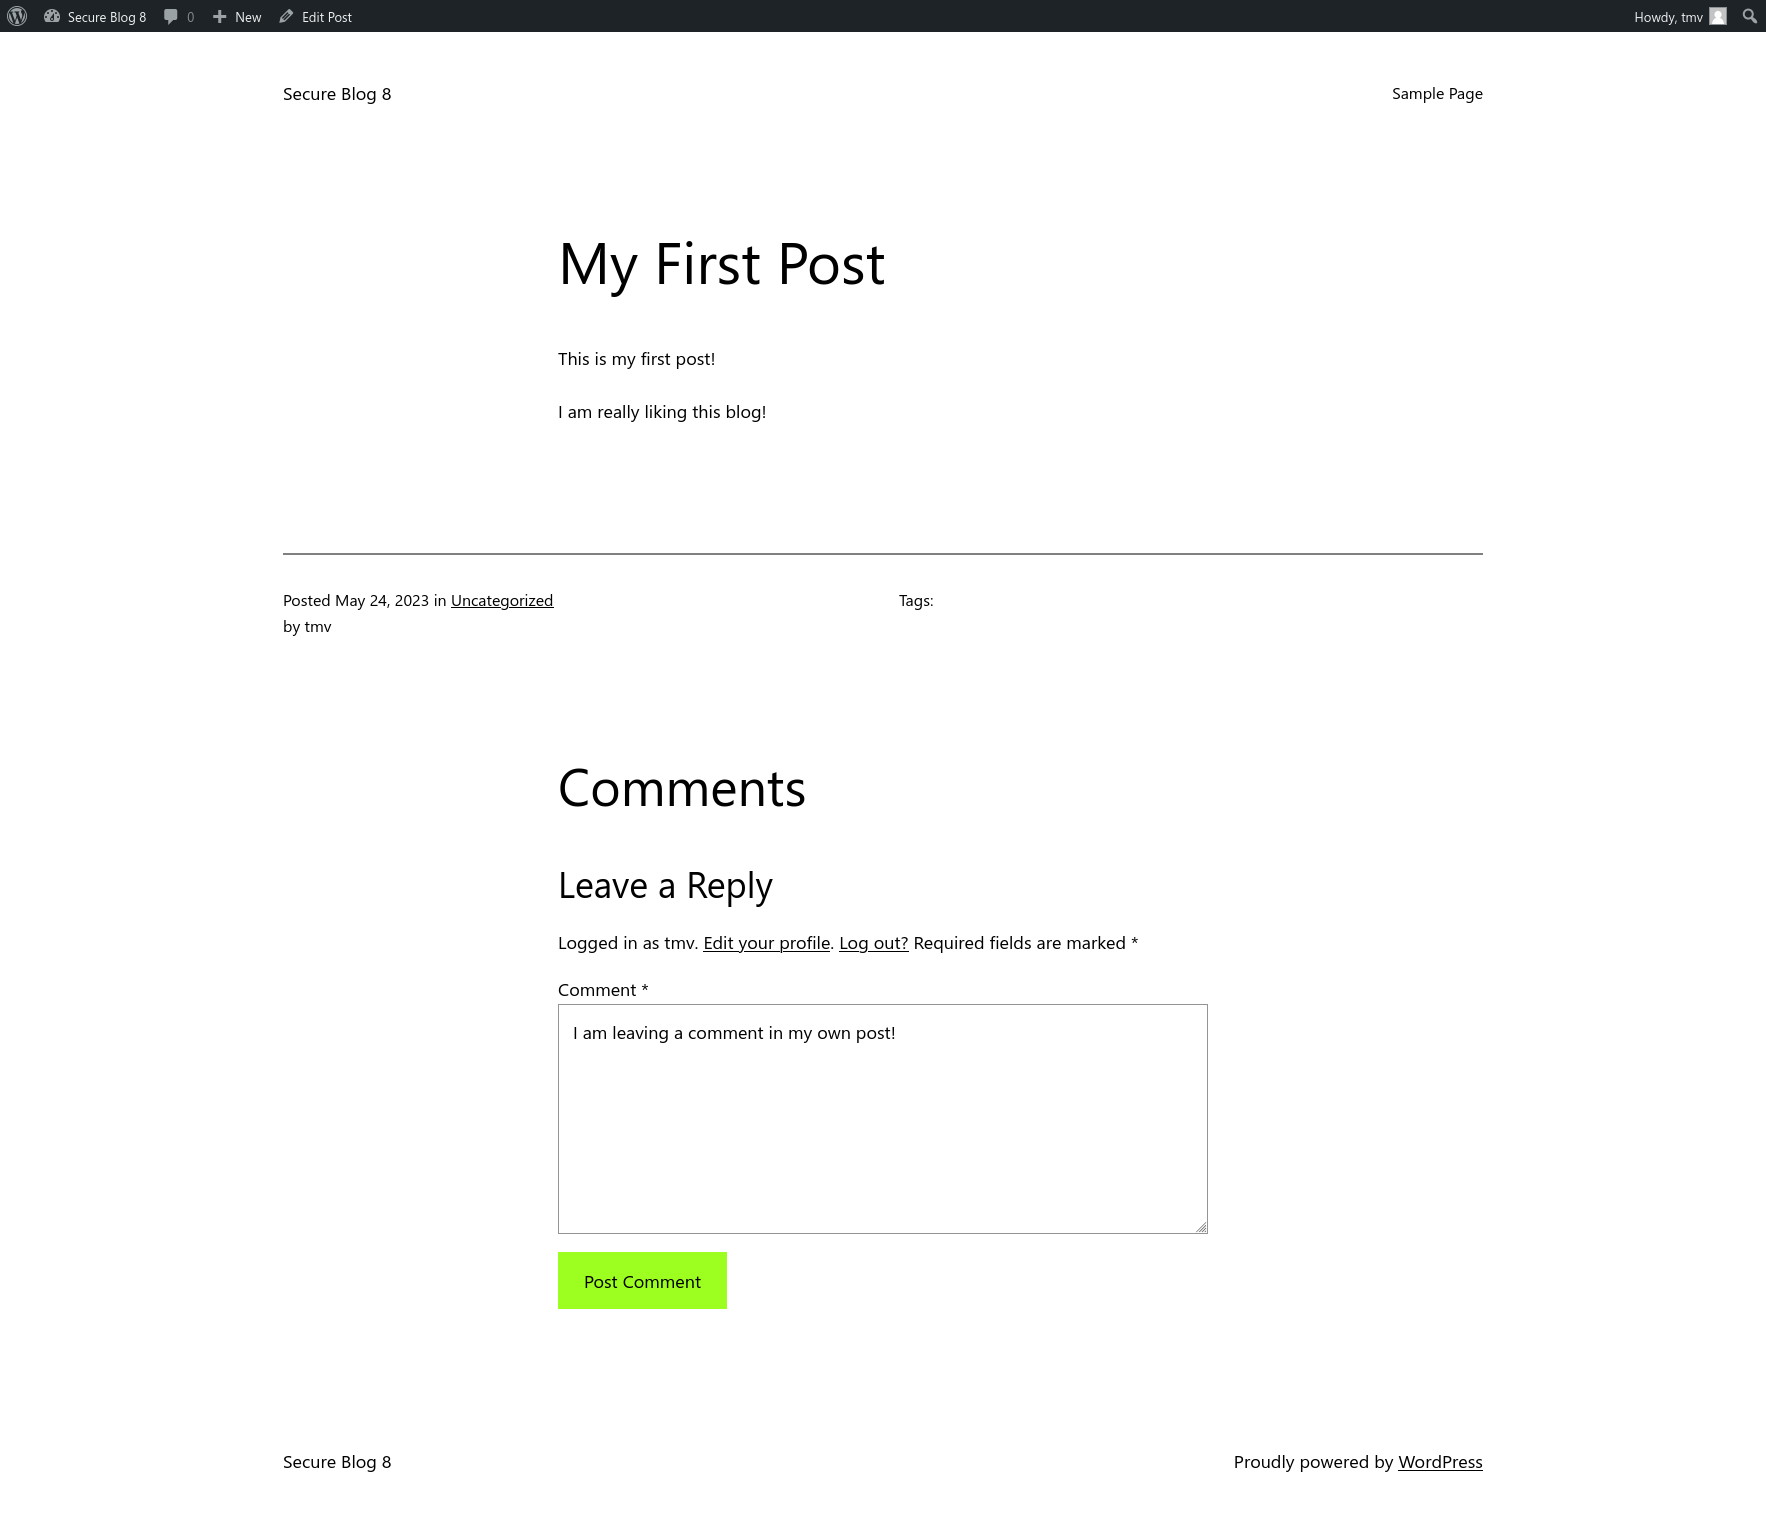 Secure Blog 8 0 New Edit Post Howdy, tmv
Secure Blog 8 Sample Page
My First Post
This is my first post!
I am really liking this blog!
Posted May 24, 2023 in Uncategorized Tags:
by tmv
Comments
Leave a Reply
Logged in as tmv. Edit your profile. Log out? Required fields are marked *
Comment *
I am leaving a comment in my own post!
Post Comment
Secure Blog 8 Proudly powered by WordPress